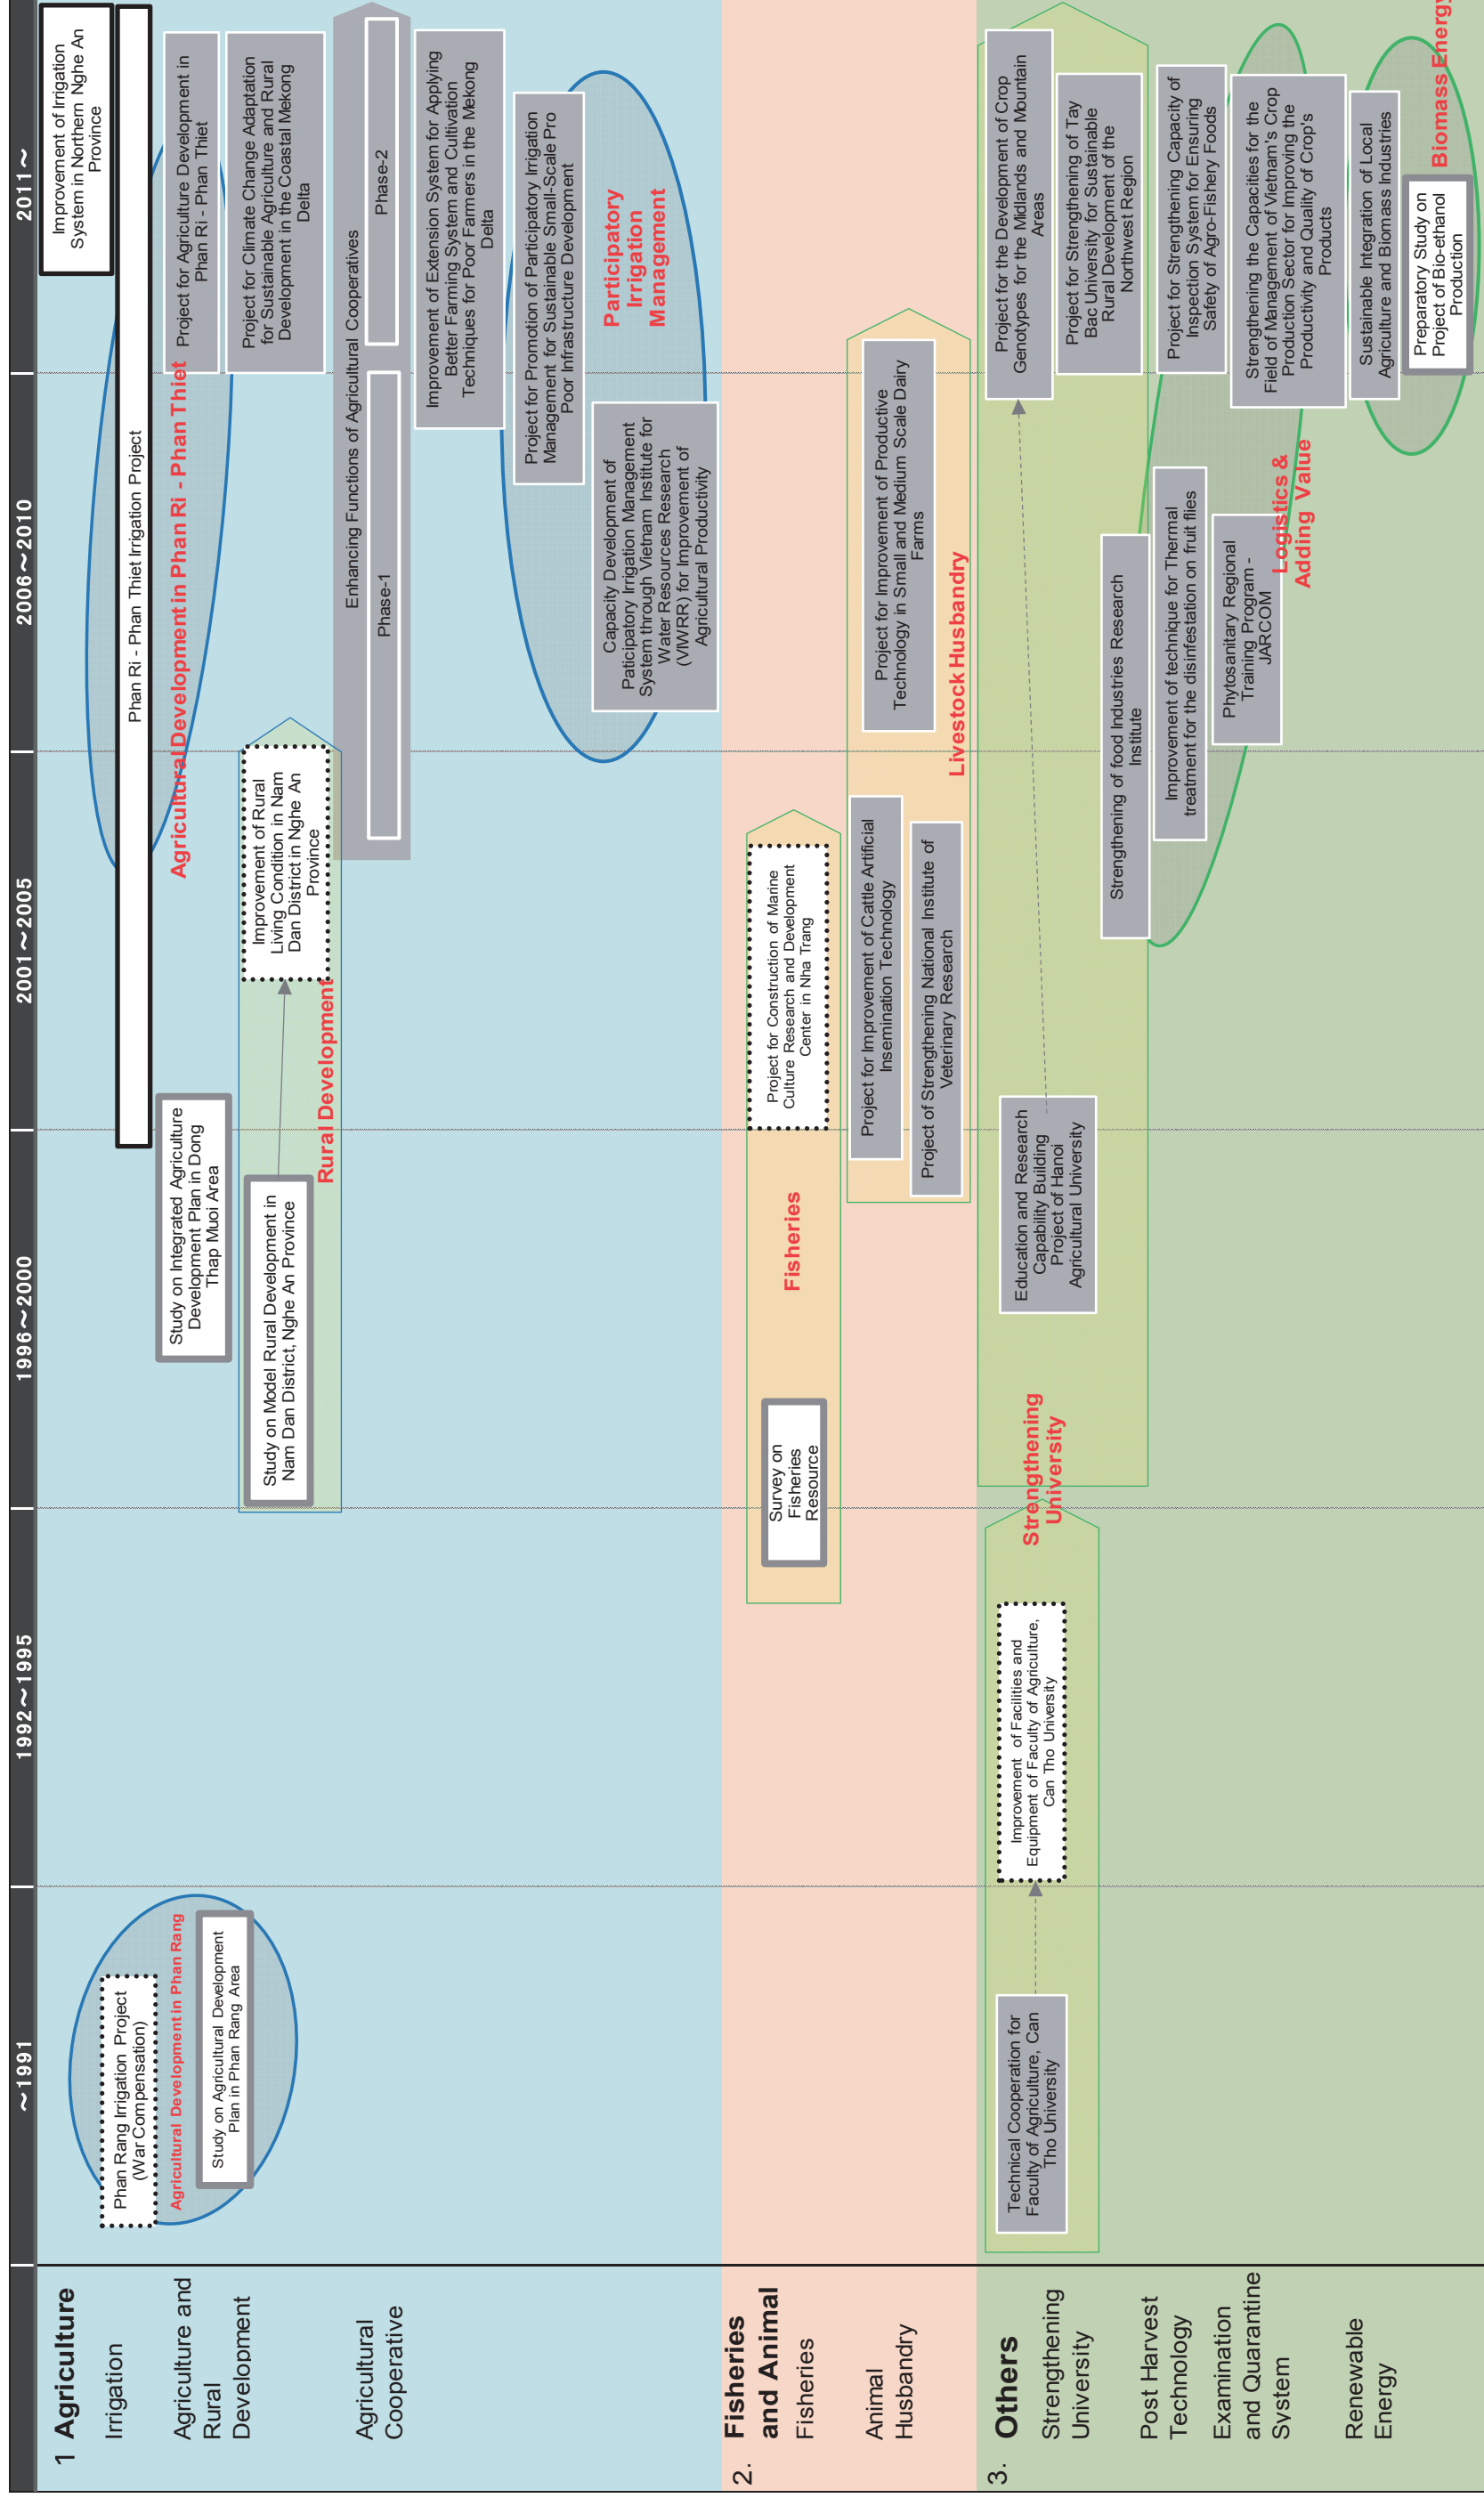 ~1991
1992~1995
1996~2000
2001~2005
2006~2010
2011~
1 Agriculture
Irrigation
Agriculture and
Rural
Development
Agricultural
Cooperative
Phan Rang Irrigation Project
(War Compensation)
Agricultural Development in Phan Rang
Study on Agricultural Development
Plan in Phan Rang Area
Study on Integrated Agriculture
Development Plan in Dong
Thap Muoi Area
Study on Model Rural Development in
Nam Dan District, Nghe An Province
Rural Development
Improvement of Rural
Living Condition in Nam
Dan District in Nghe An
Province
Improvement of Irrigation
System in Northern Nghe An
Province
Phan Ri - Phan Thiet Irrigation Project
Agricultural Development in Phan Ri - Phan Thiet
Project for Agriculture Development in
Phan Ri - Phan Thiet
Project for Climate Change Adaptation
for Sustainable Agriculture and Rural
Development in the Coastal Mekong
Delta
Enhancing Functions of Agricultural Cooperatives
Phase-1
Phase-2
Improvement of Extension System for Applying
Better Farming System and Cultivation
Techniques for Poor Farmers in the Mekong
Delta
Project for Promotion of Participatory Irrigation
Management for Sustainable Small-Scale Pro
Poor Infrastructure Development
Capacity Development of
Paticipatory Irrigation Management
System through Vietnam Institute for
Water Resources Research
(VIWRR) for Improvement of
Agricultural Productivity
Participatory
Irrigation
Management
2. Fisheries
and Animal
Fisheries
Animal
Husbandry
Survey on
Fisheries
Resource
Fisheries
Project for Construction of Marine
Culture Research and Development
Center in Nha Trang
Project for Improvement of Cattle Artificial
Insemination Technology
Project of Strengthening National Institute of
Veterinary Research
Project for Improvement of Productive
Technology in Small and Medium Scale Dairy
Farms
Livestock Husbandry
3. Others
Strengthening
University
Post Harvest
Technology
Examination
and Quarantine
System
Renewable
Energy
Technical Cooperation for
Faculty of Agriculture, Can
Tho University
Improvement of Facilities and
Equipment of Faculty of Agriculture,
Can Tho University
Strengthening
University
Education and Research
Capability Building
Project of Hanoi
Agricultural University
Project for the Development of Crop
Genotypes for the Midlands and Mountain
Areas
Project for Strengthening of Tay
Bac University for Sustainable
Rural Development of the
Northwest Region
Strengthening of food Industries Research
Institute
Improvement of technique for Thermal
treatment for the disinfestation on fruit flies
Phytosanitary Regional
Training Program -
JARCOM
Logistics &
Adding Value
Project for Strengthening Capacity of
Inspection System for Ensuring
Safety of Agro-Fishery Foods
Strengthening the Capacities for the
Field of Management of Vietnam's Crop
Production Sector for Improving the
Productivity and Quality of Crop's
Products
Sustainable Integration of Local
Agriculture and Biomass Industries
Preparatory Study on
Project of Bio-ethanol
Production
Biomass Energy